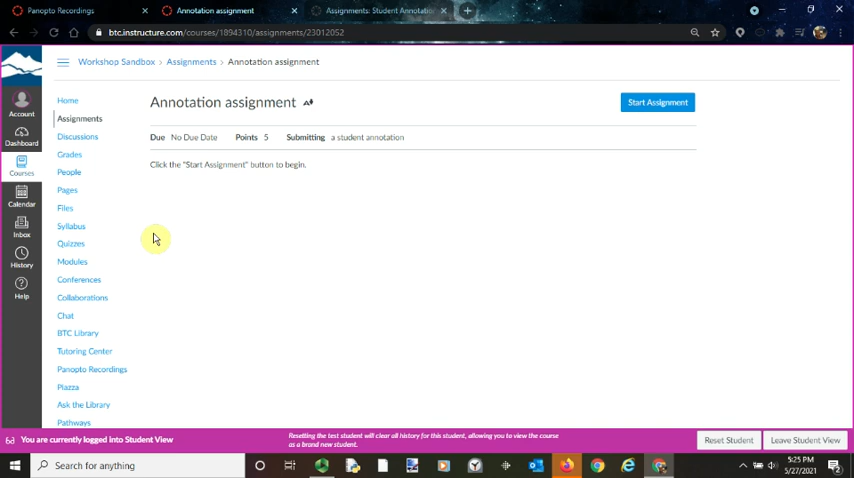 Panopto Recordings
Annotation assignment
Assignments: Student Annotatio
btc.instructure.com/courses/1894310/assignments/23012052
Workshop Sandbox > Assignments > Annotation assignment
Account
Dashboard
Courses
Calendar
Inbox
History
Help
Home
Assignments
Discussions
Grades
People
Pages
Files
Syllabus
Quizzes
Modules
Conferences
Collaborations
Chat
BTC Library
Tutoring Center
Panopto Recordings
Piazza
Ask the Library
Pathways
Annotation assignment
Start Assignment
Due No Due Date Points 5 Submitting a student annotation
Click the "Start Assignment" button to begin.
You are currently logged into Student View
Resetting the test student will clear all history for this student, allowing you to view the course
as a brand new student.
Reset Student
Leave Student View
Search for anything
5:25 PM
5/27/2021
2